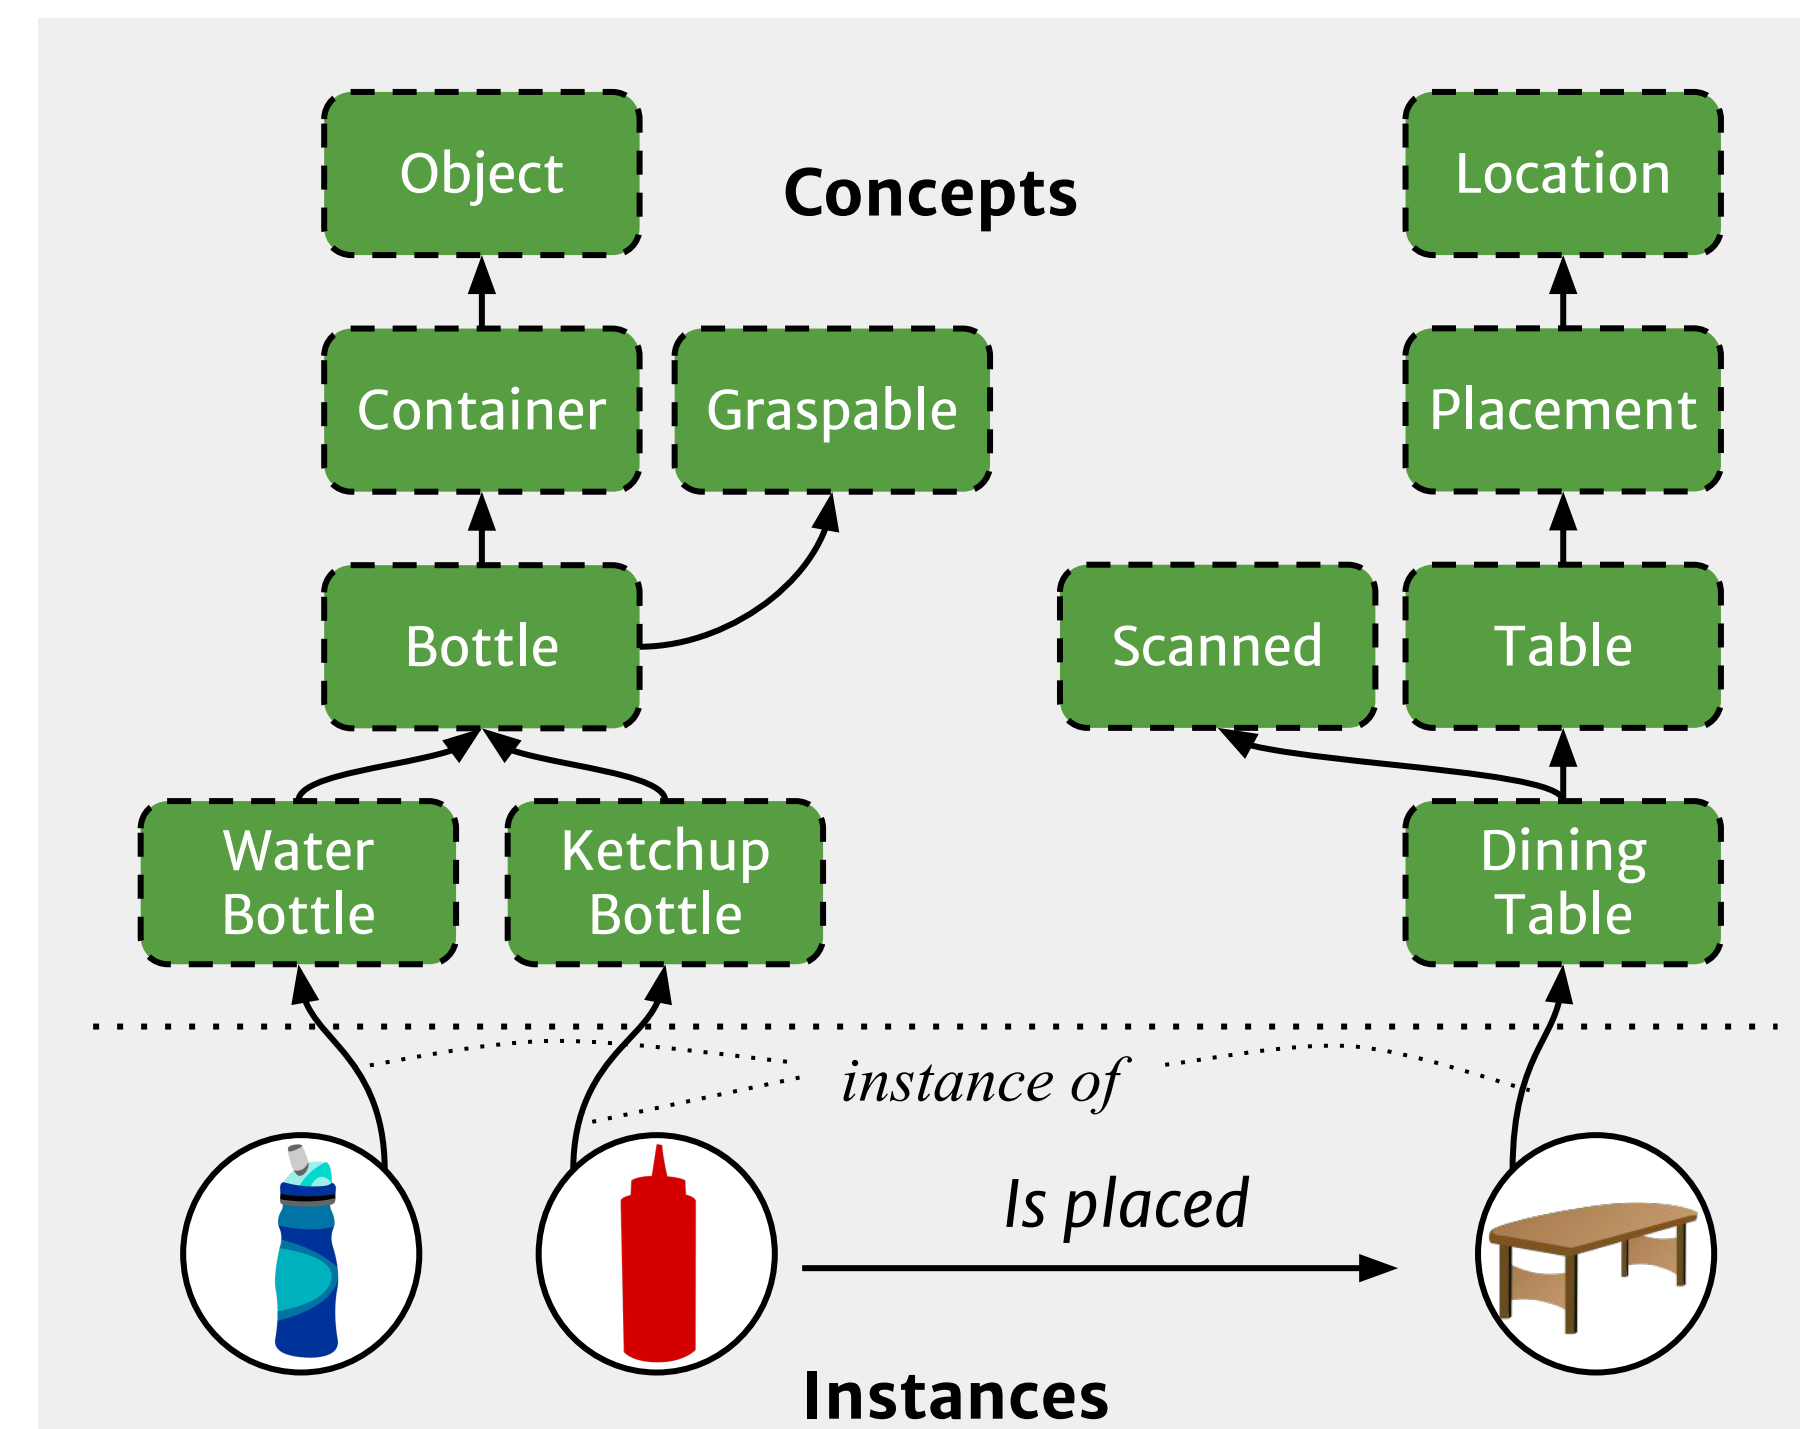 Object
Concepts
Location
Container
Graspable
Placement
Bottle
Scanned
Table
Water
Bottle
Ketchup
Bottle
Dining
Table
instance of
Is placed
Instances